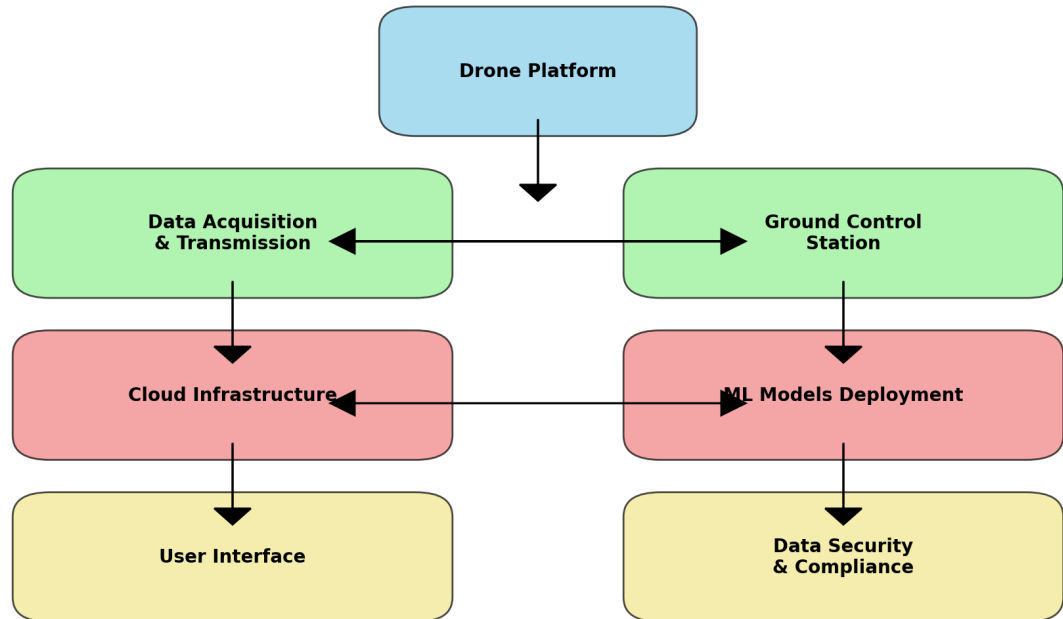 Drone Platform
Data Acquisition
& Transmission
Ground Control
Station
Cloud Infrastructure
ML Models Deployment
User Interface
Data Security
& Compliance